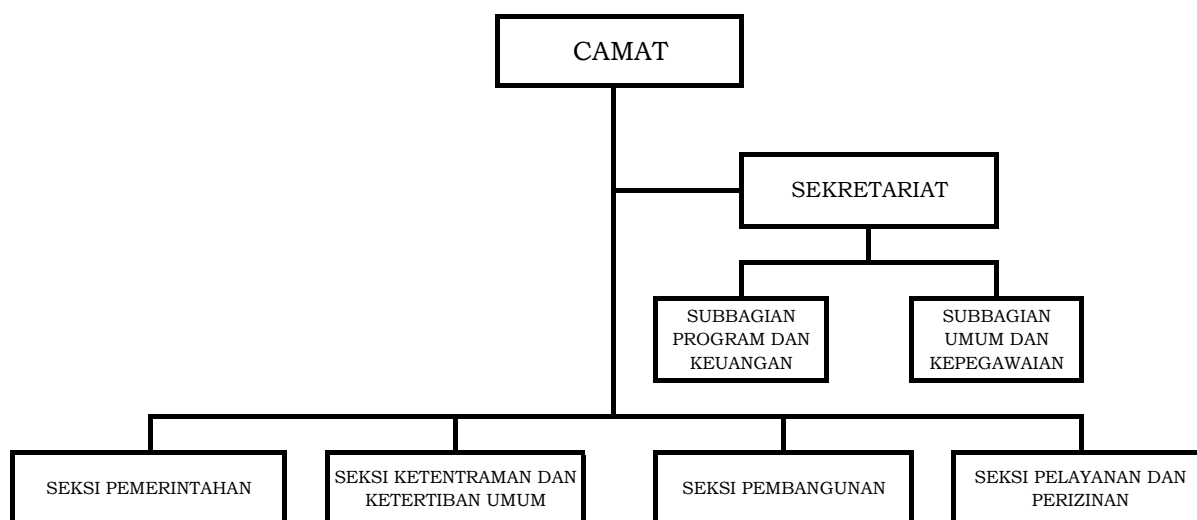 CAMAT
SEKRETARIAT
SUBBAGIAN
PROGRAM DAN
KEUANGAN
SUBBAGIAN
UMUM DAN
KEPEGAWAIAN
SEKSI PEMERINTAHAN
SEKSI KETENTRAMAN DAN
KETERTIBAN UMUM
SEKSI PEMBANGUNAN
SEKSI PELAYANAN DAN
PERIZINAN